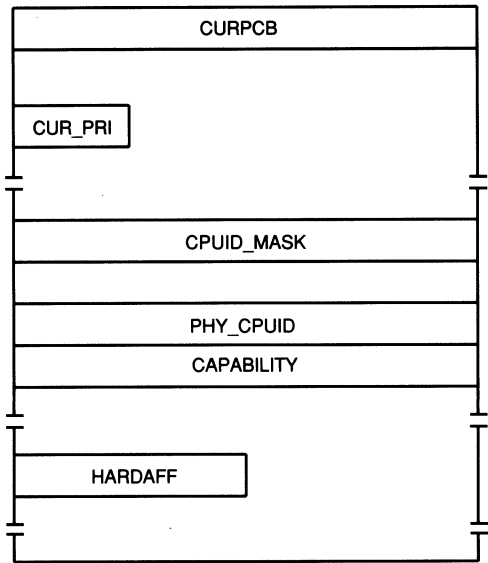 CURPCB
CUR_PRI
CPUID_MASK
PHY_CPUID
CAPABILITY
HARDAFF